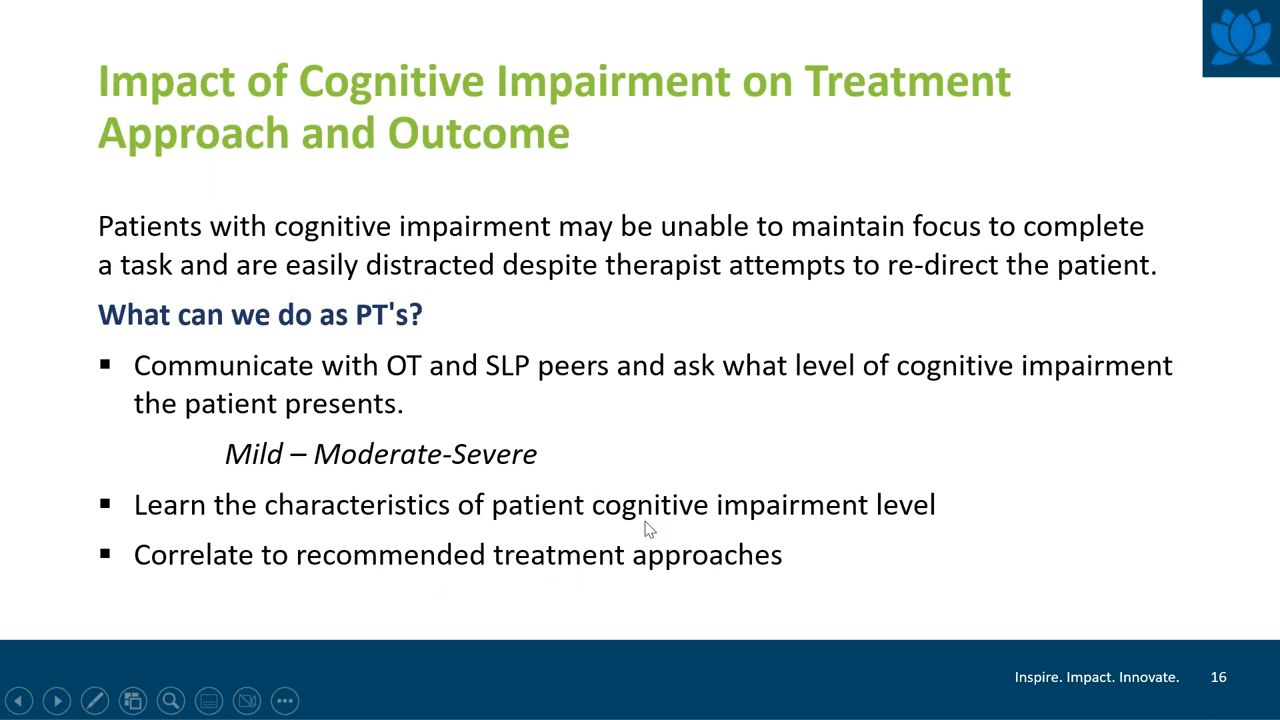 Impact of Cognitive Impairment on Treatment
Approach and Outcome
Patients with cognitive impairment may be unable to maintain focus to complete
a task and are easily distracted despite therapist attempts to re-direct the patient.
What can we do as PT's?
▪ Communicate with OT and SLP peers and ask what level of cognitive impairment
the patient presents.
Mild – Moderate-Severe
▪ Learn the characteristics of patient cognitive impairment level
▪ Correlate to recommended treatment approaches
Inspire. Impact. Innovate. 16